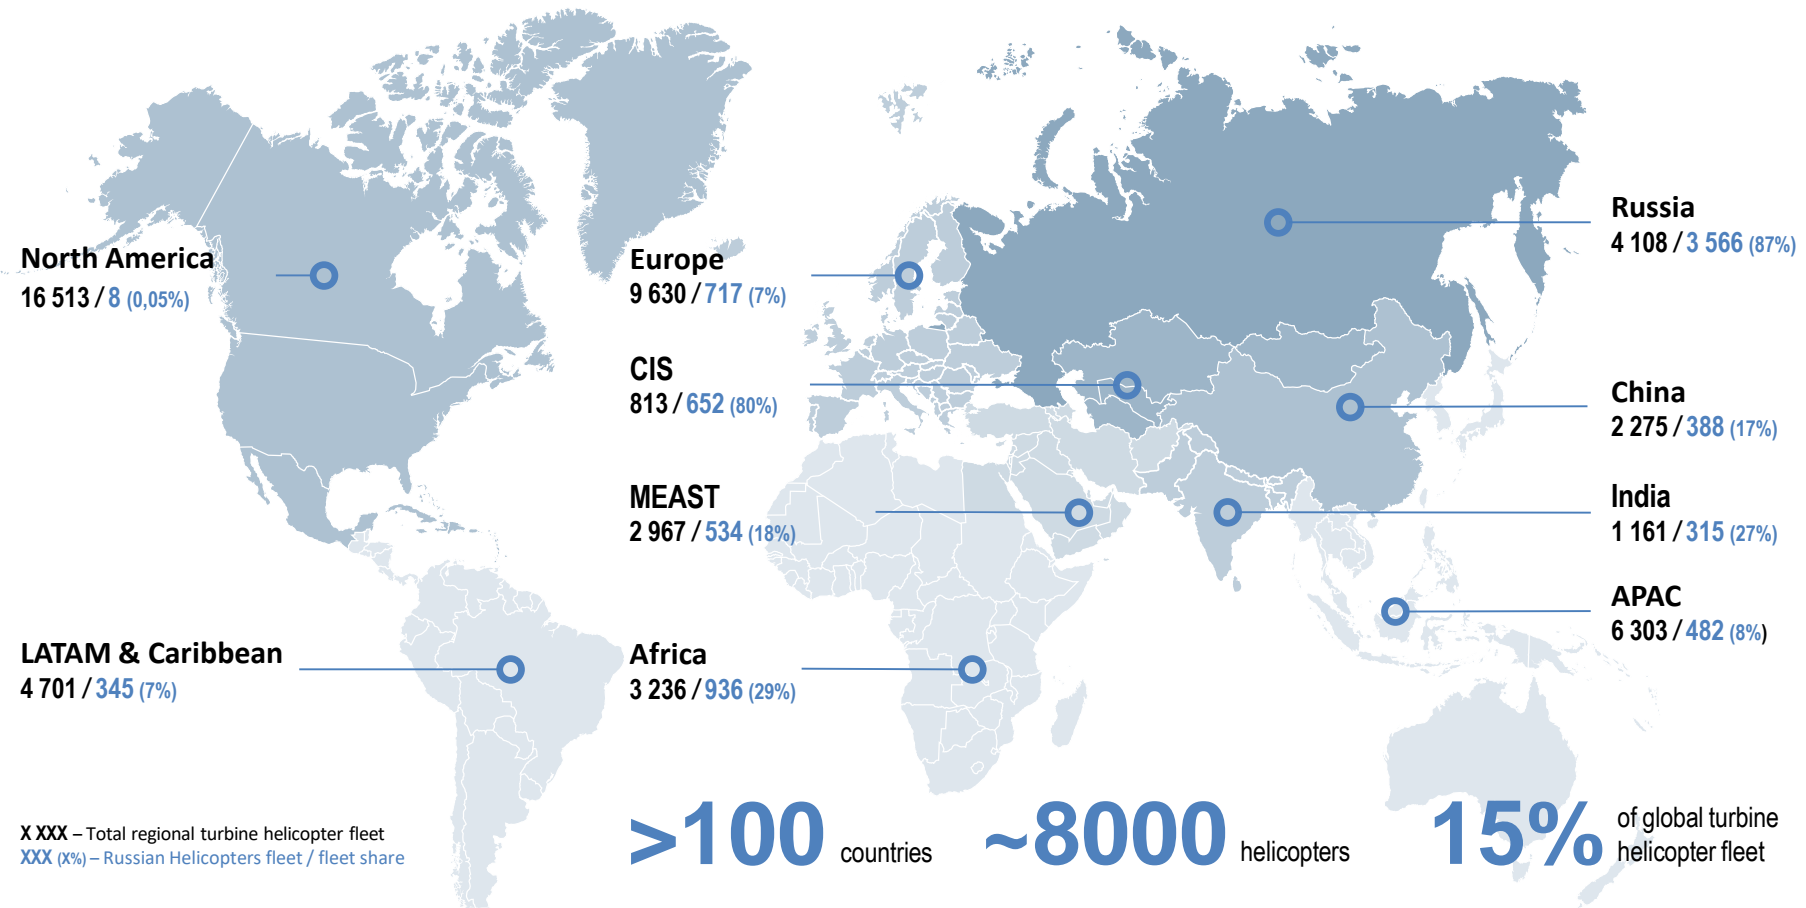 North America
16 513 / 8 (0,05%)
LATAM & Caribbean
4 701 / 345 (7%)
Europe
9 630 / 717 (7%)
CIS
813 / 652 (80%)
MEAST
2 967 / 534 (18%)
Africa
3 236 / 936 (29%)
Russia
4 108 / 3 566 (87%)
China
2 275 / 388 (17%)
India
1 161 / 315 (27%)
APAC
6 303 / 482 (8%)
X XXX – Total regional turbine helicopter fleet
XXX (X%) – Russian Helicopters fleet / fleet share
>100 countries
~8000 helicopters
15% of global turbine
helicopter fleet